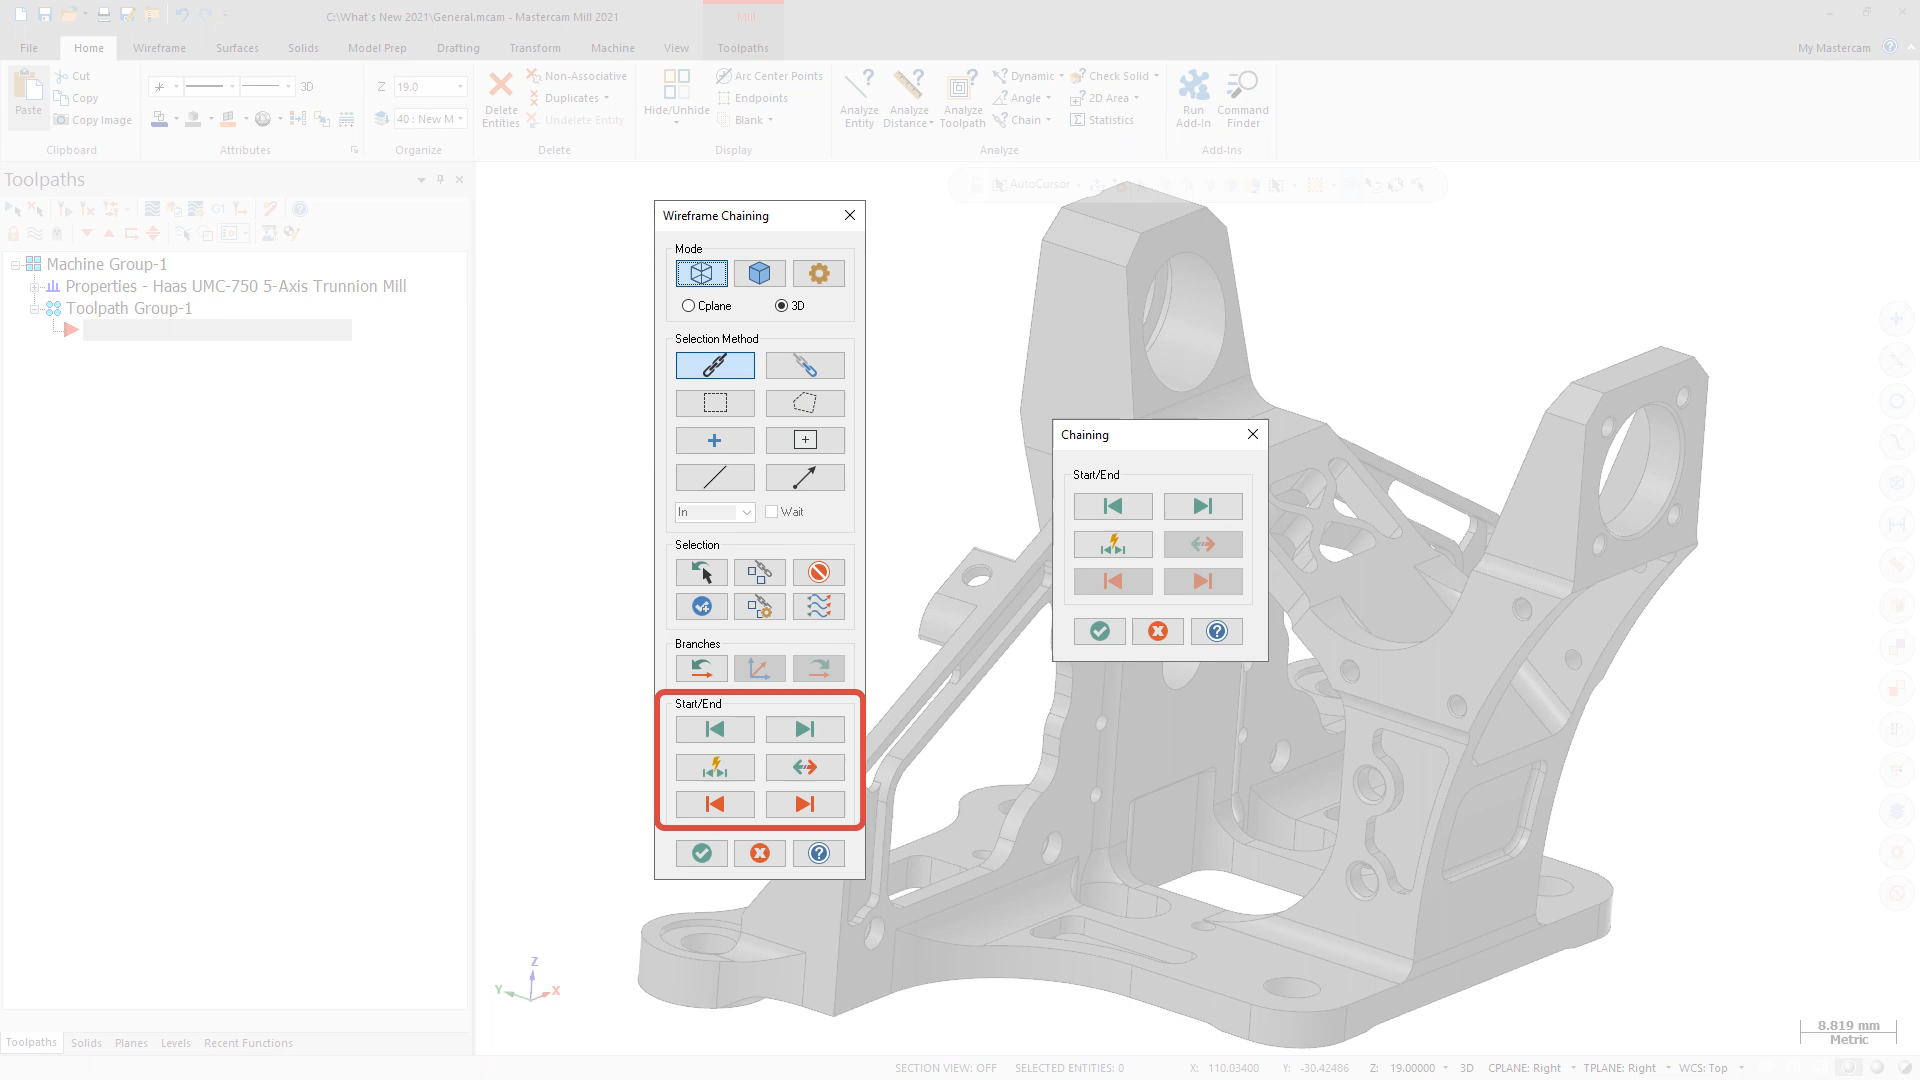 C:\What's New 2021\General.mcam - Mastercam Mill 2021
Mill
File
Home
Wireframe
Surfaces
Solids
Model Prep
Drafting
Transform
Machine
View
Toolpaths
My Mastercam
Paste
Cut
Copy
Copy Image
Clipboard
3D
Attributes
Z
19.0
40 : New M
Organize
Delete
Entities
Non-Associative
Duplicates
Undelete Entity
Delete
Hide/Unhide
Arc Center Points
Endpoints
Blank
Display
Analyze
Entity
Analyze
Distance
Analyze
Toolpath
Dynamic
Angle
Chain
Check Solid
2D Area
Statistics
Analyze
Run
Add-In
Command
Finder
Add-Ins
Toolpaths
G1
Machine Group-1
Properties - Haas UMC-750 5-Axis Trunnion Mill
Toolpath Group-1
AutoCursor
Wireframe Chaining
Mode
Cplane
3D
Selection Method
In
Wait
Selection
Branches
Start/End
Chaining
Start/End
Z
Y
X
8.819 mm
Metric
Toolpaths
Solids
Planes
Levels
Recent Functions
SECTION VIEW: OFF
SELECTED ENTITIES: 0
X: 110.03400
Y: -30.42486
Z: 19.00000
3D
CPLANE: Right
TPLANE: Right
WCS: Top